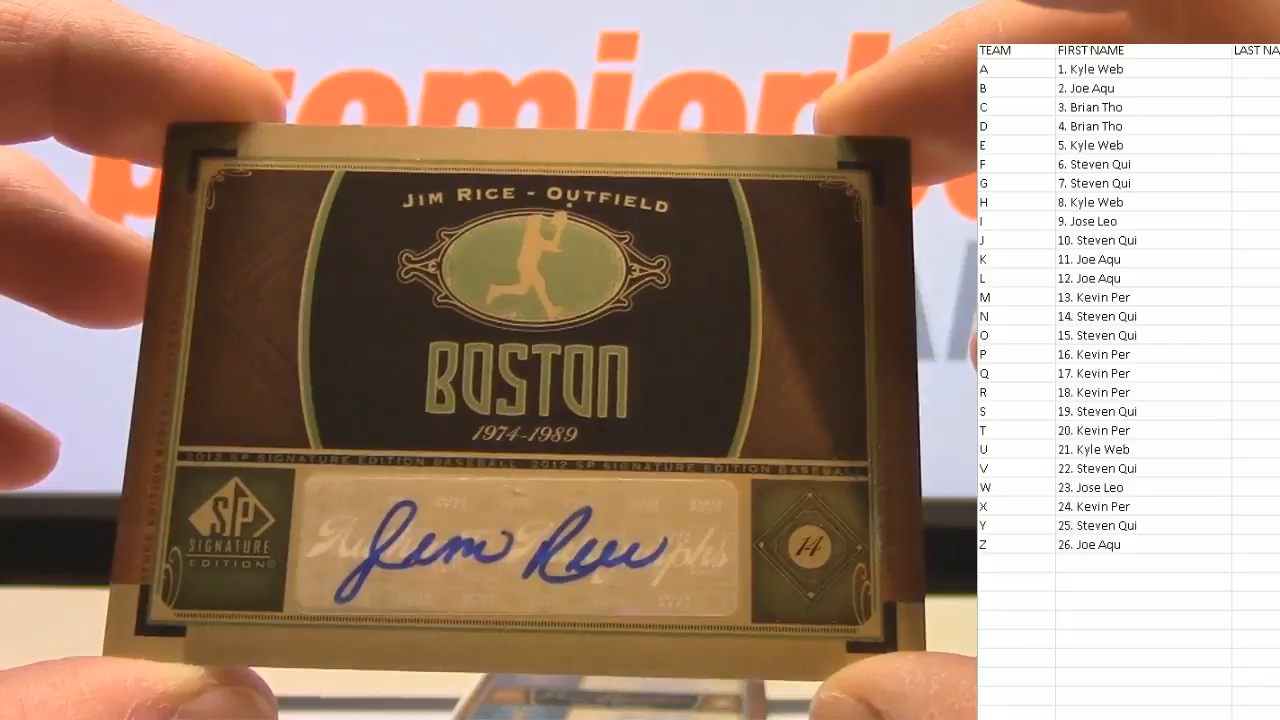 JIM RICE - OUTFIELD
BOSTON
1974-1989
2012 SP SIGNATURE EDITION BASEBALL 2012 SP SIGNATURE EDITION BASEBALL
SP
SIGNATURE
EDITION
Jim Rice
14
TEAM FIRST NAME LAST NA
A 1. Kyle Web
B 2. Joe Aqu
C 3. Brian Tho
D 4. Brian Tho
E 5. Kyle Web
F 6. Steven Qui
G 7. Steven Qui
H 8. Kyle Web
I 9. Jose Leo
J 10. Steven Qui
K 11. Joe Aqu
L 12. Joe Aqu
M 13. Kevin Per
N 14. Steven Qui
O 15. Steven Qui
P 16. Kevin Per
Q 17. Kevin Per
R 18. Kevin Per
S 19. Steven Qui
T 20. Kevin Per
U 21. Kyle Web
V 22. Steven Qui
W 23. Jose Leo
X 24. Kevin Per
Y 25. Steven Qui
Z 26. Joe Aqu